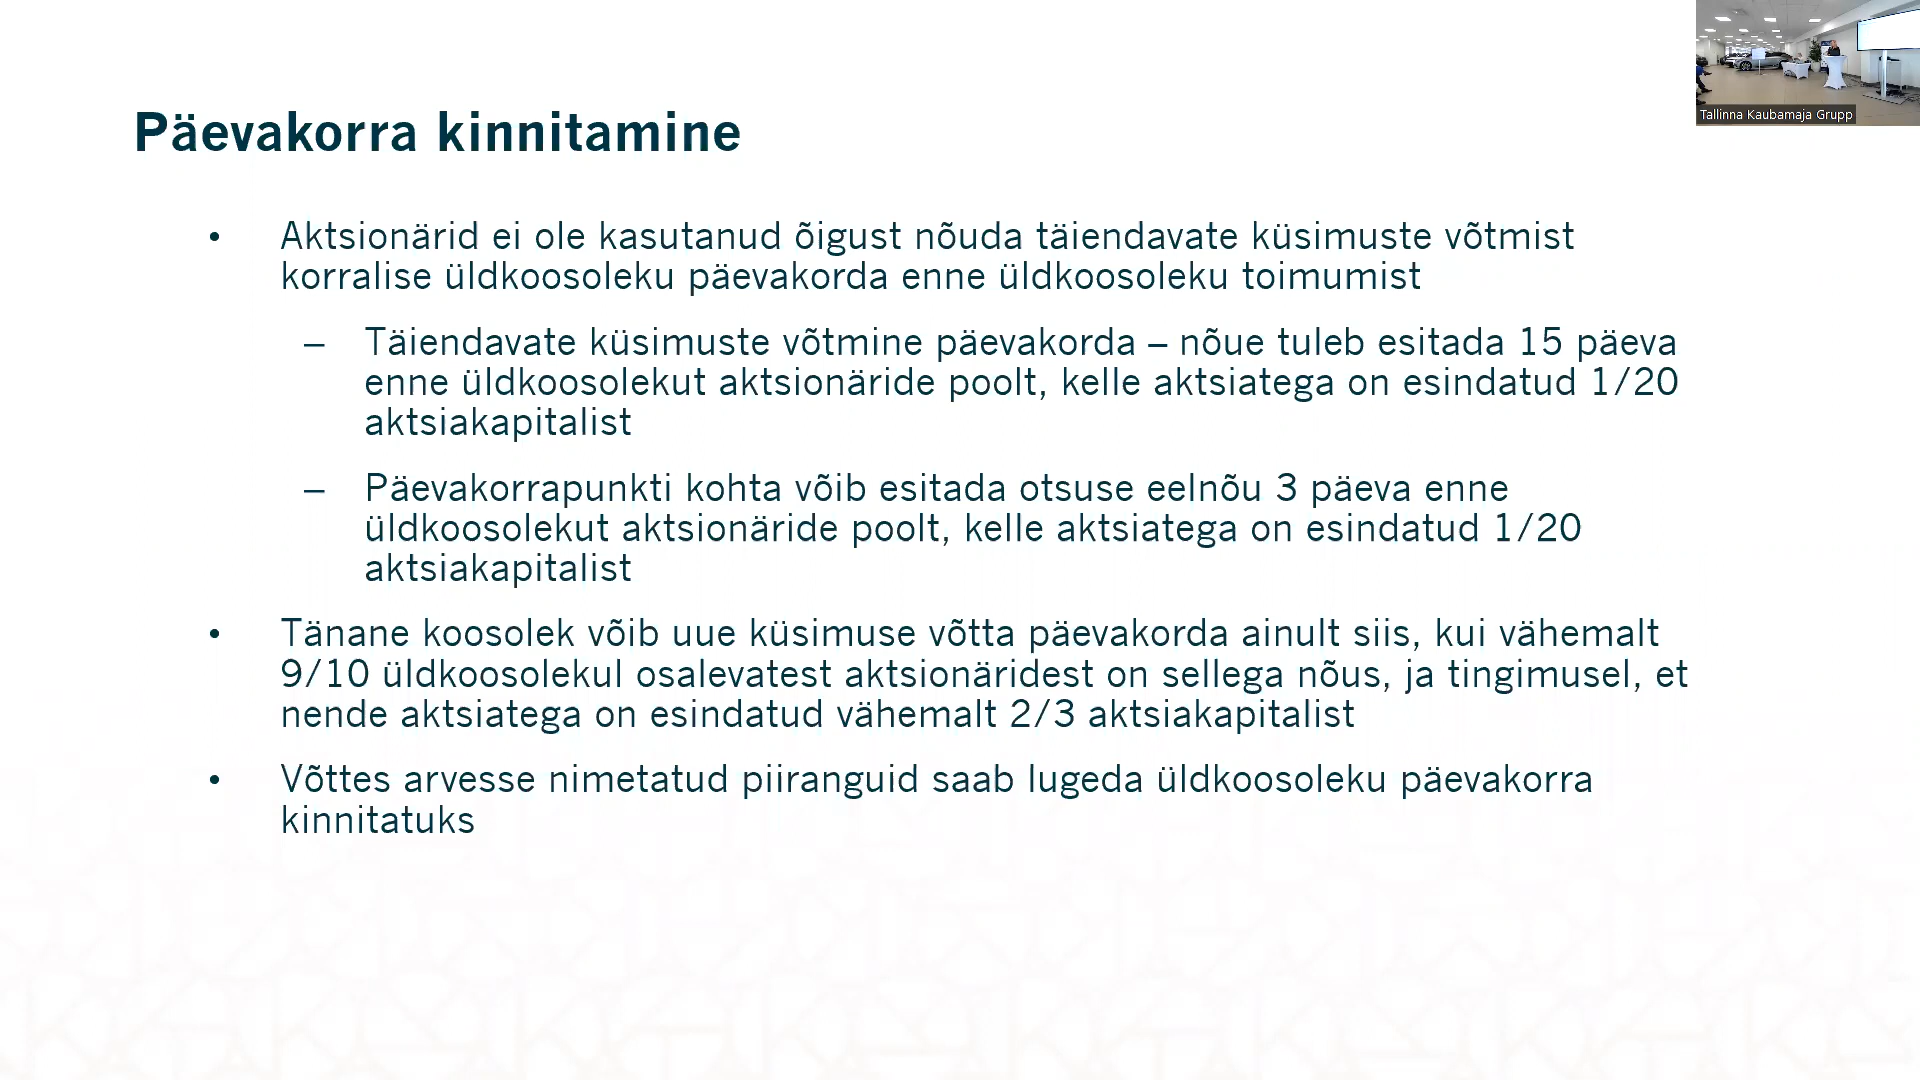 Päevakorra kinnitamine
Tallinna Kaubamaja Grupp
• Aktsionärid ei ole kasutanud õigust nõuda täiendavate küsimuste võtmist
korralise üldkoosoleku päevakorda enne üldkoosoleku toimumist
– Täiendavate küsimuste võtmine päevakorda – nõue tuleb esitada 15 päeva
enne üldkoosolekut aktsionäride poolt, kelle aktsiatega on esindatud 1/20
aktsiakapitalist
– Päevakorrapunkti kohta võib esitada otsuse eelnõu 3 päeva enne
üldkoosolekut aktsionäride poolt, kelle aktsiatega on esindatud 1/20
aktsiakapitalist
• Tänane koosolek võib uue küsimuse võtta päevakorda ainult siis, kui vähemalt
9/10 üldkoosolekul osalevatest aktsionäridest on sellega nõus, ja tingimusel, et
nende aktsiatega on esindatud vähemalt 2/3 aktsiakapitalist
• Võttes arvesse nimetatud piiranguid saab lugeda üldkoosoleku päevakorra
kinnitatuks